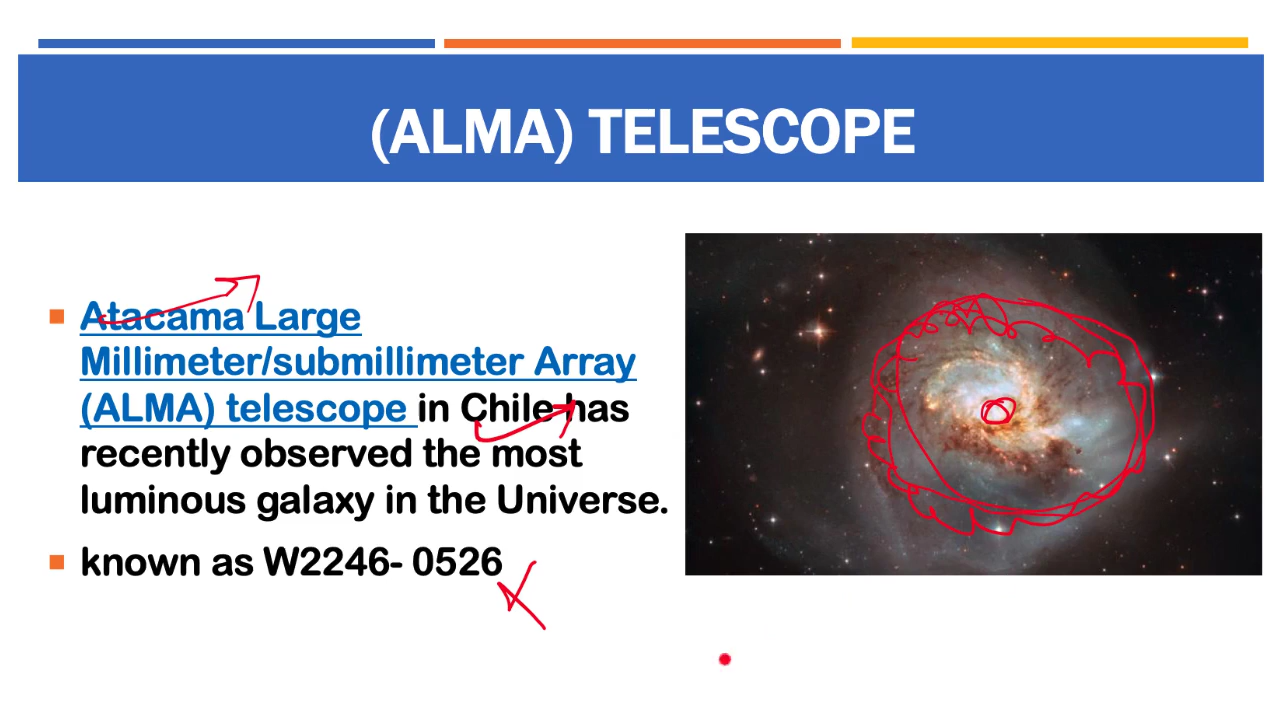 (ALMA) TELESCOPE
Atacama Large
Millimeter/submillimeter Array
(ALMA) telescope in Chile has
recently observed the most
luminous galaxy in the Universe.
known as W2246- 0526